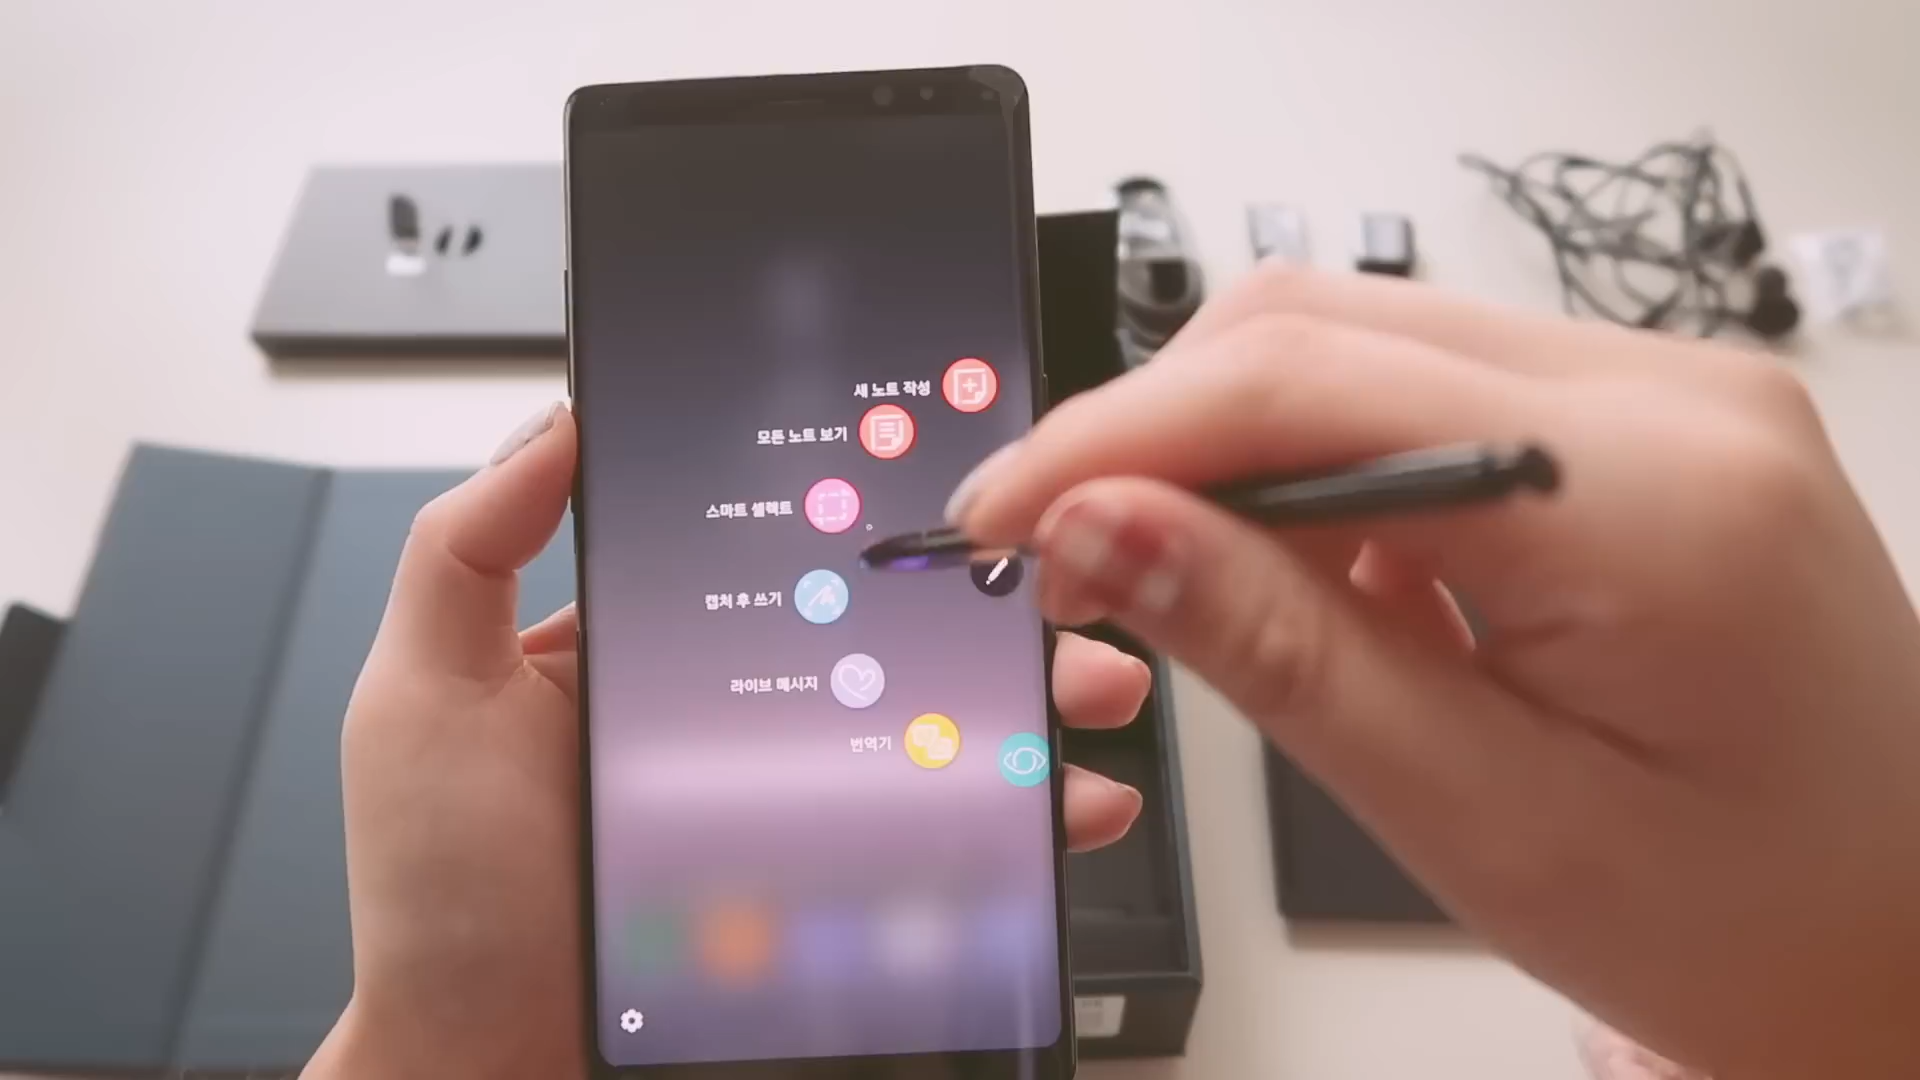 새 노트 작성
모든 노트 보기
스마트 셀렉트
캡처 후 쓰기
라이브 메시지
번역기